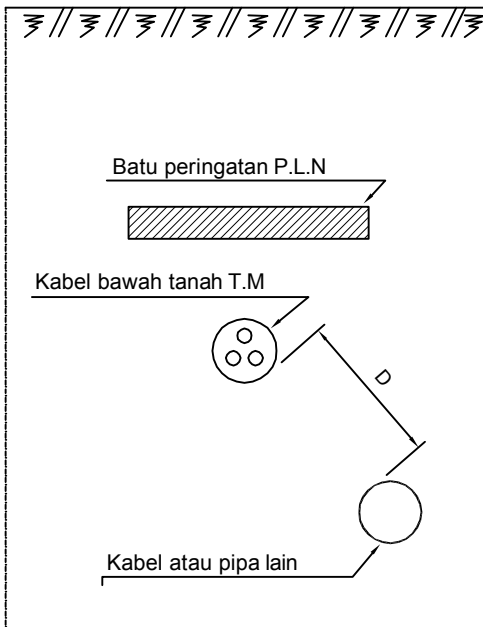 Batu peringatan P.L.N
Kabel bawah tanah T.M
D
Kabel atau pipa lain